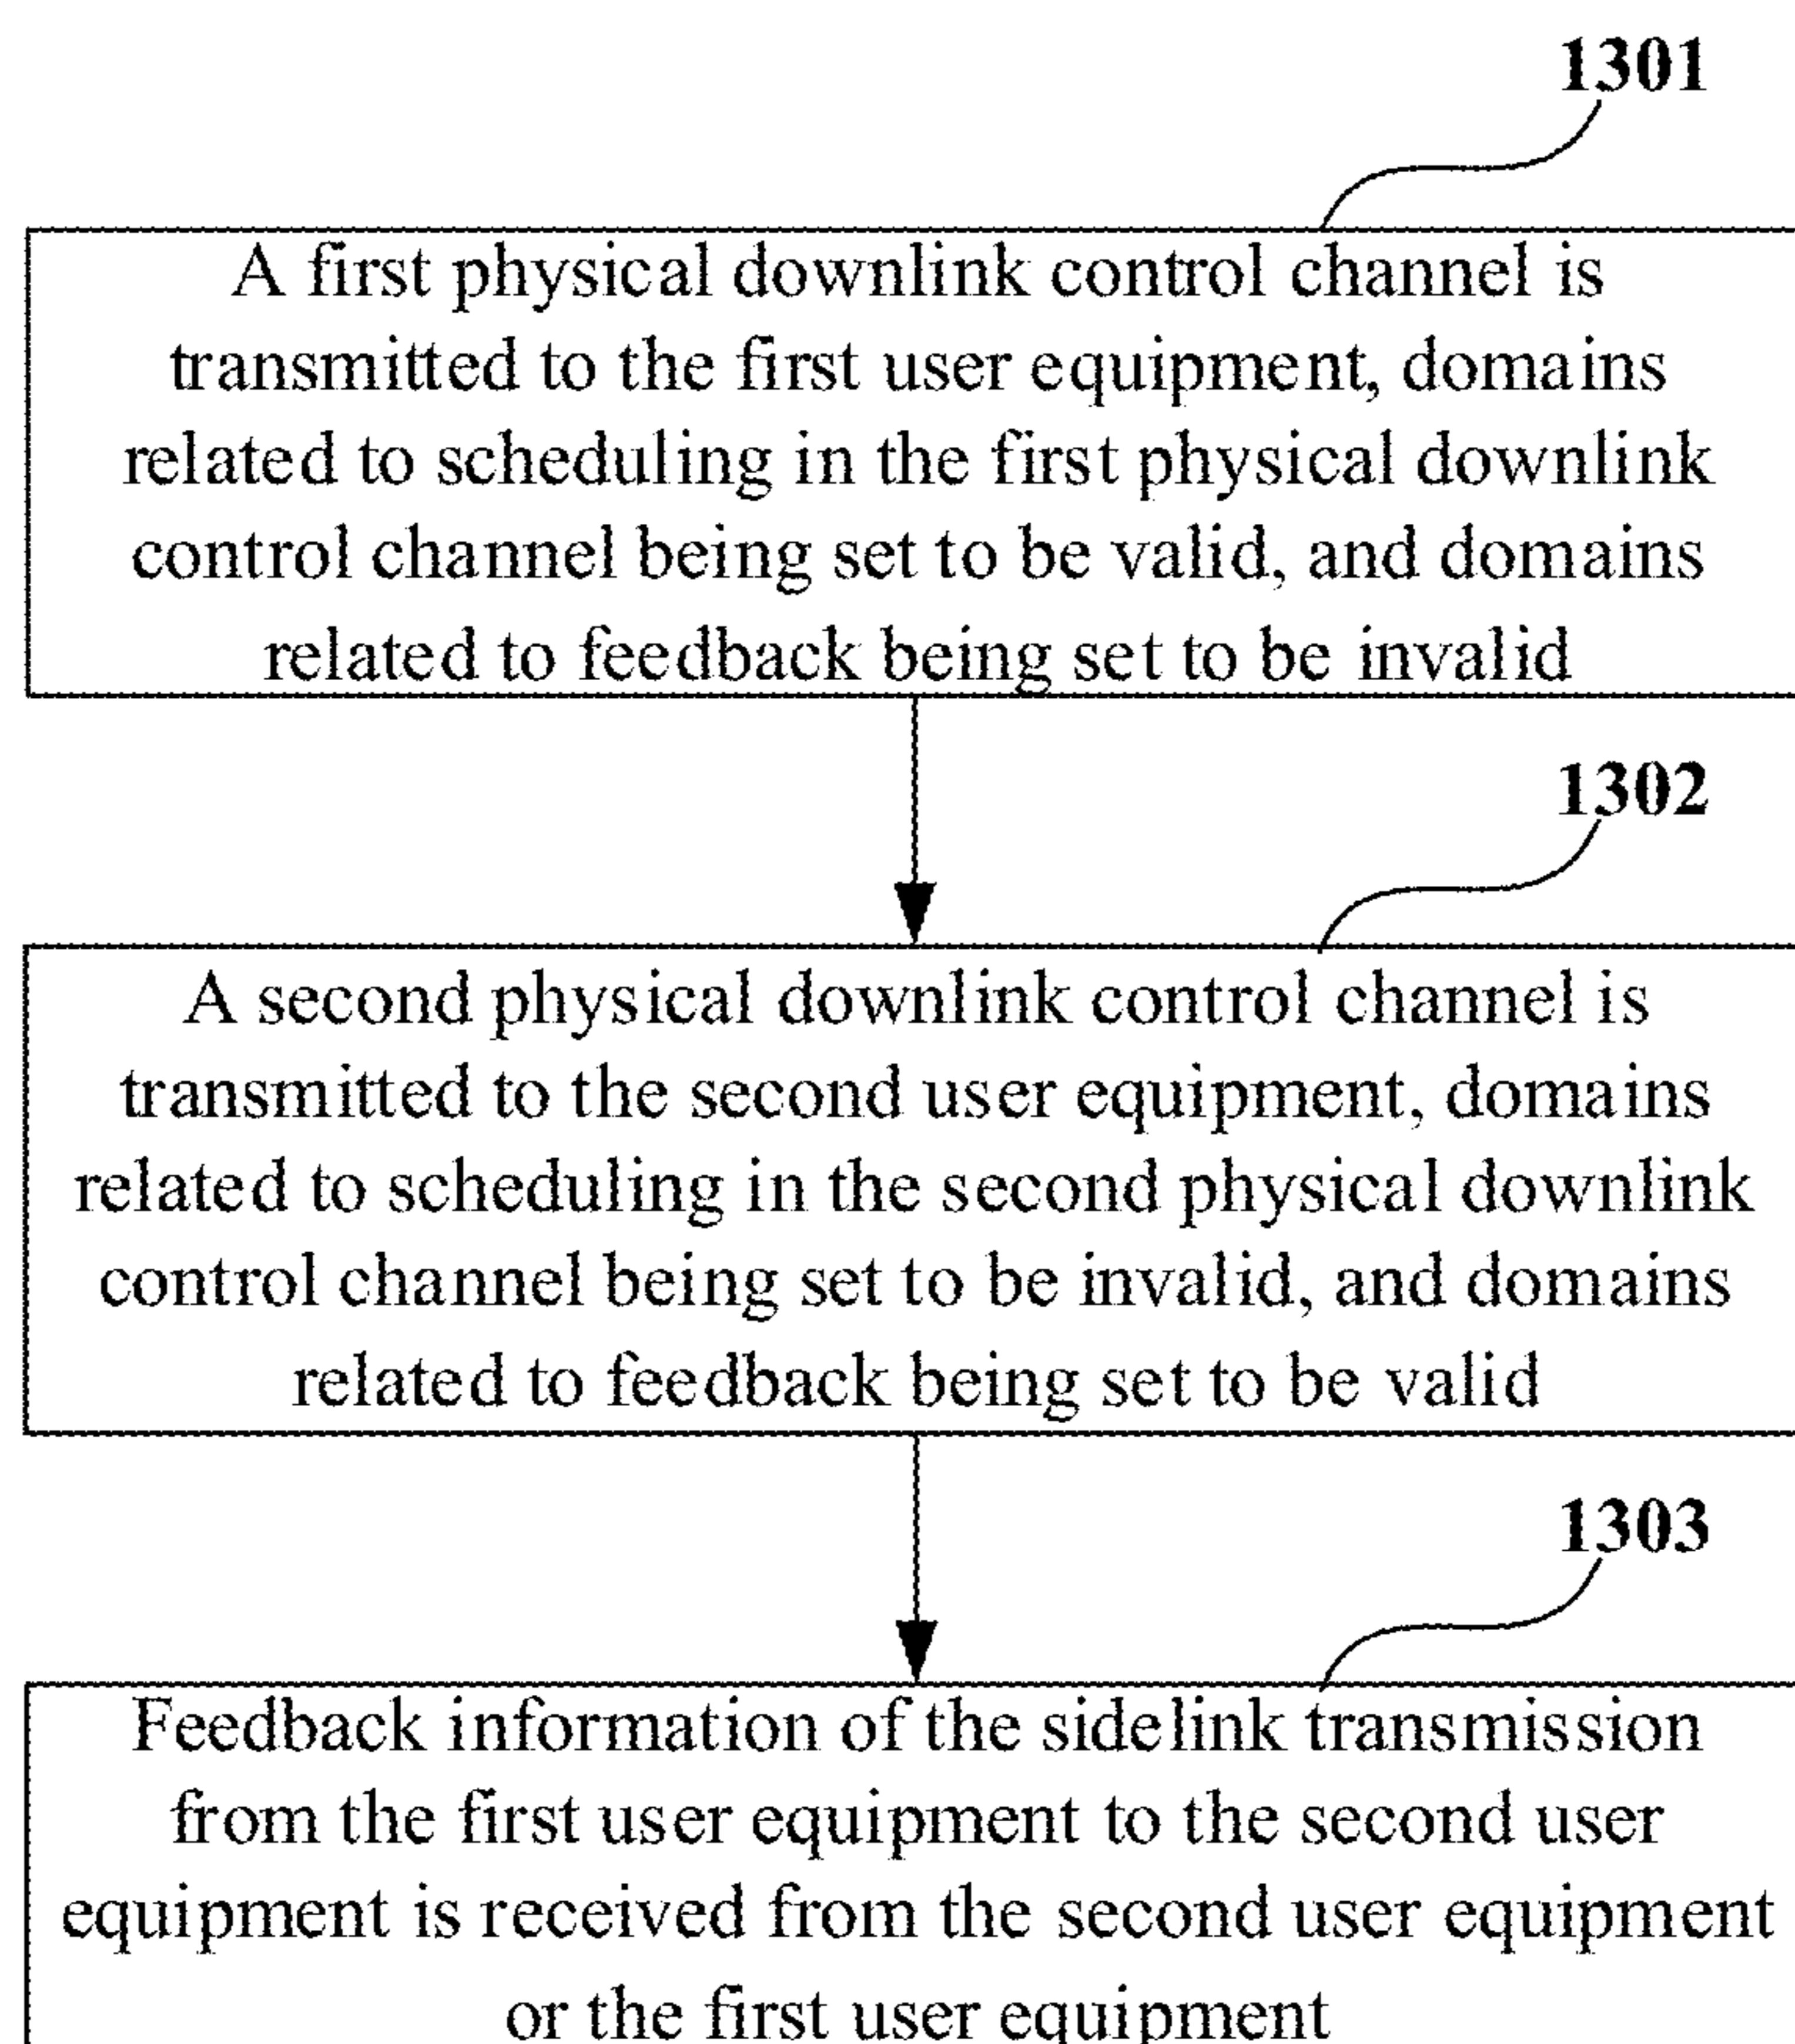 1301
A first physical downlink control channel is
transmitted to the first user equipment, domains
related to scheduling in the first physical downlink
control channel being set to be valid, and domains
related to feedback being set to be invalid
1302
A second physical downlink control channel is
transmitted to the second user equipment, domains
related to scheduling in the second physical downlink
control channel being set to be invalid, and domains
related to feedback being set to be valid
1303
Feedback information of the sidelink transmission
from the first user equipment to the second user
equipment is received from the second user equipment
or the first user equipment